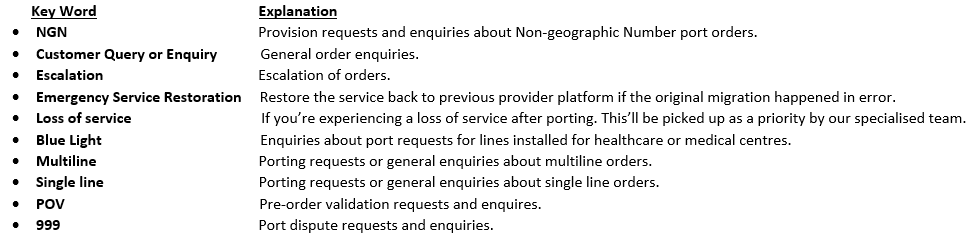 Key Word Explanation
• NGN Provision requests and enquiries about Non-geographic Number port orders.
• Customer Query or Enquiry General order enquiries.
• Escalation Escalation of orders.
• Emergency Service Restoration Restore the service back to previous provider platform if the original migration happened in error.
• Loss of service If you're experiencing a loss of service after porting. This'll be picked up as a priority by our specialised team.
• Blue Light Enquiries about port requests for lines installed for healthcare or medical centres.
• Multiline Porting requests or general enquiries about multiline orders.
• Single line Porting requests or general enquiries about single line orders.
• POV Pre-order validation requests and enquires.
• 999 Port dispute requests and enquiries.